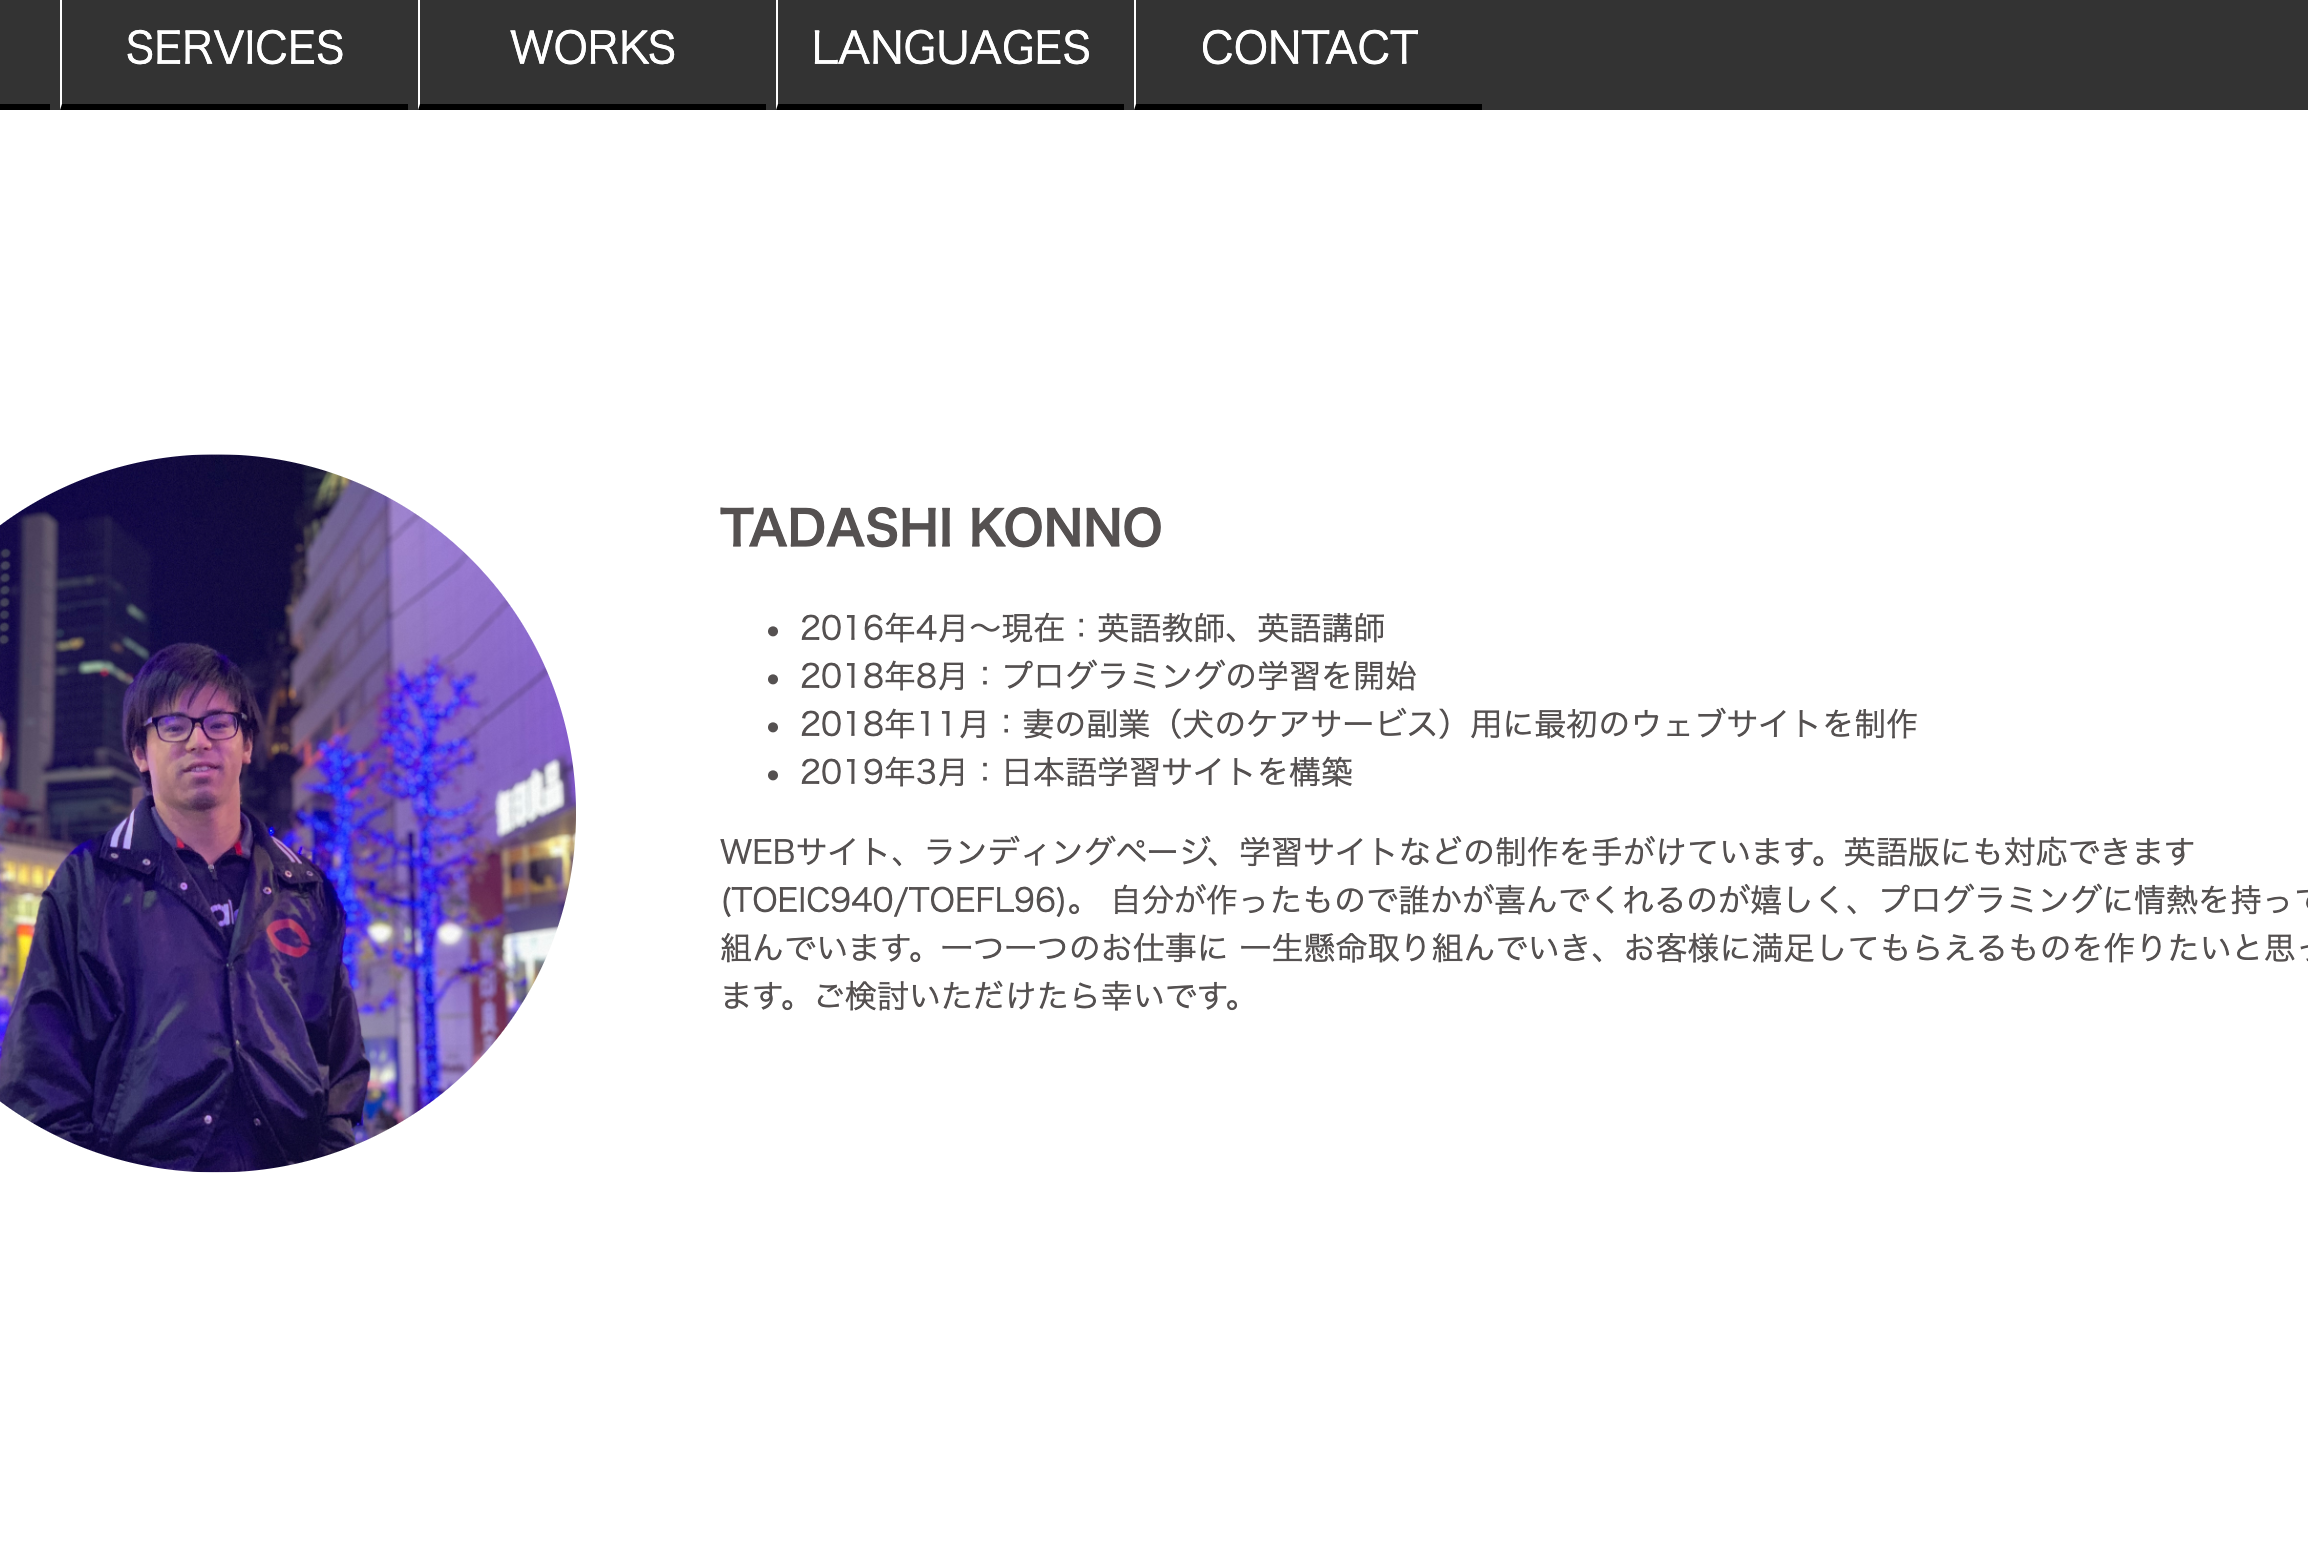 SERVICES
WORKS
LANGUAGES
CONTACT
TADASHI KONNO
2016年4月〜現在：英語教師、英語講師
2018年8月：プログラミングの学習を開始
2018年11月：妻の副業（犬のケアサービス）用に最初のウェブサイトを制作
2019年3月：日本語学習サイトを構築
WEBサイト、ランディングページ、学習サイトなどの制作を手がけています。英語版にも対応できます
(TOEIC940/TOEFL96)。 自分が作ったもので誰かが喜んでくれるのが嬉しく、プログラミングに情熱を持って
組んでいます。一つ一つのお仕事に 一生懸命取り組んでいき、お客様に満足してもらえるものを作りたいと思っ
ます。ご検討いただけたら幸いです。